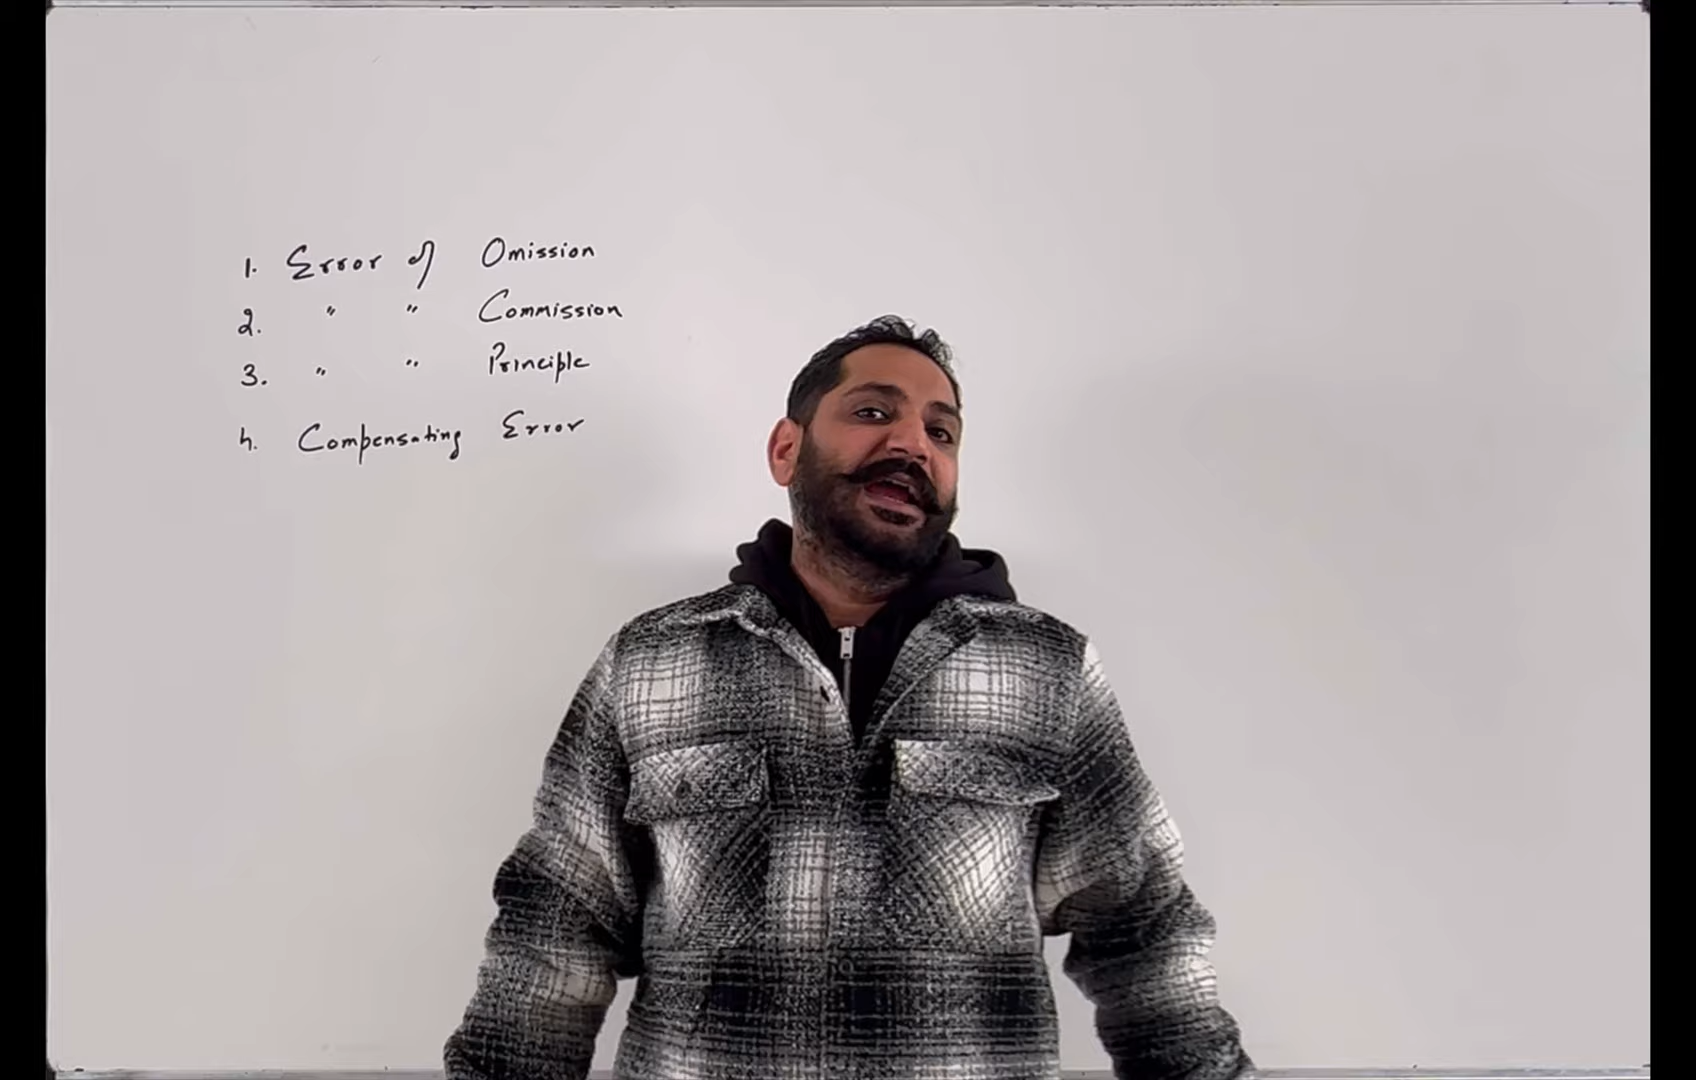 1. Error of Omission
2. " " Commission
3. " " Principle
4. Compensating Error